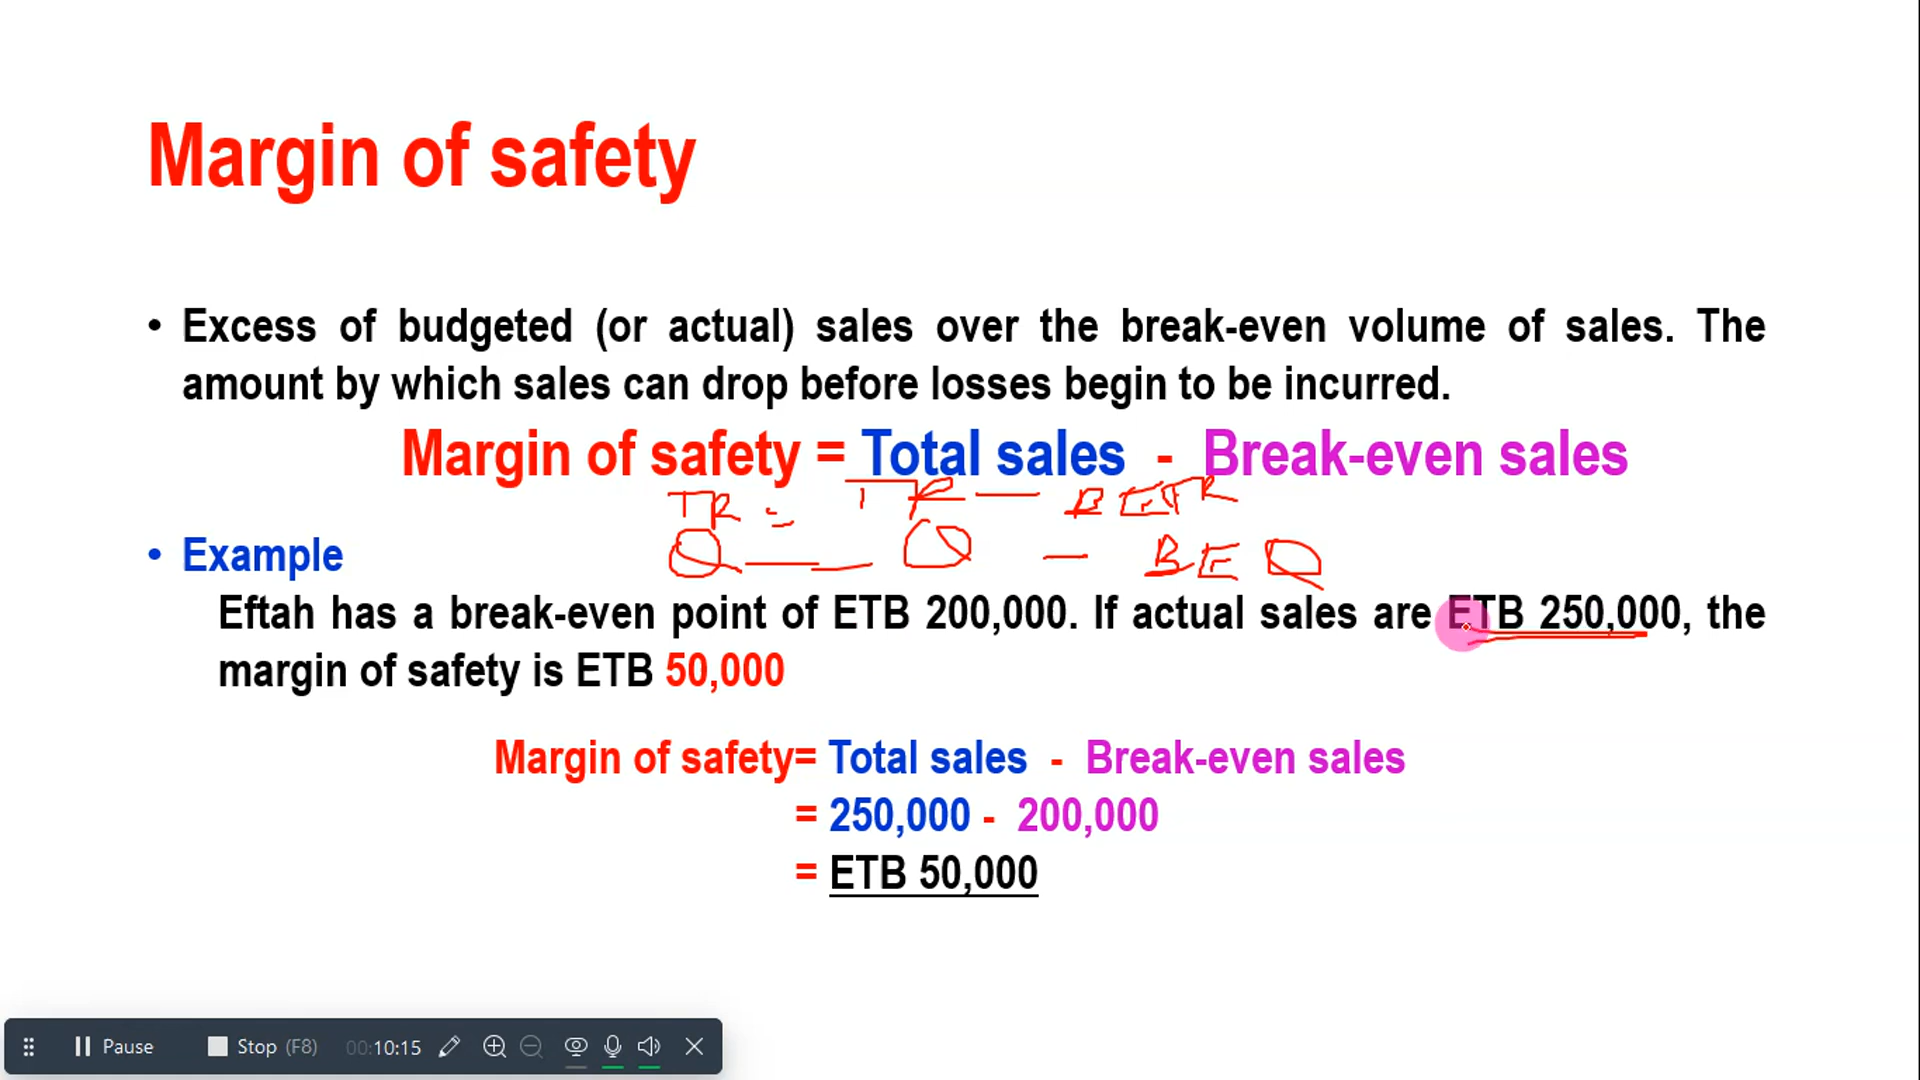 Margin of safety
• Excess of budgeted (or actual) sales over the break-even volume of sales. The
amount by which sales can drop before losses begin to be incurred.
Margin of safety = Total sales - Break-even sales
TR = TR - BETR
• Example
Q = Q - BEQ
Eftah has a break-even point of ETB 200,000. If actual sales are ETB 250,000, the
margin of safety is ETB 50,000
Margin of safety= Total sales - Break-even sales
= 250,000 - 200,000
= ETB 50,000
Pause Stop (F8) 00:10:15